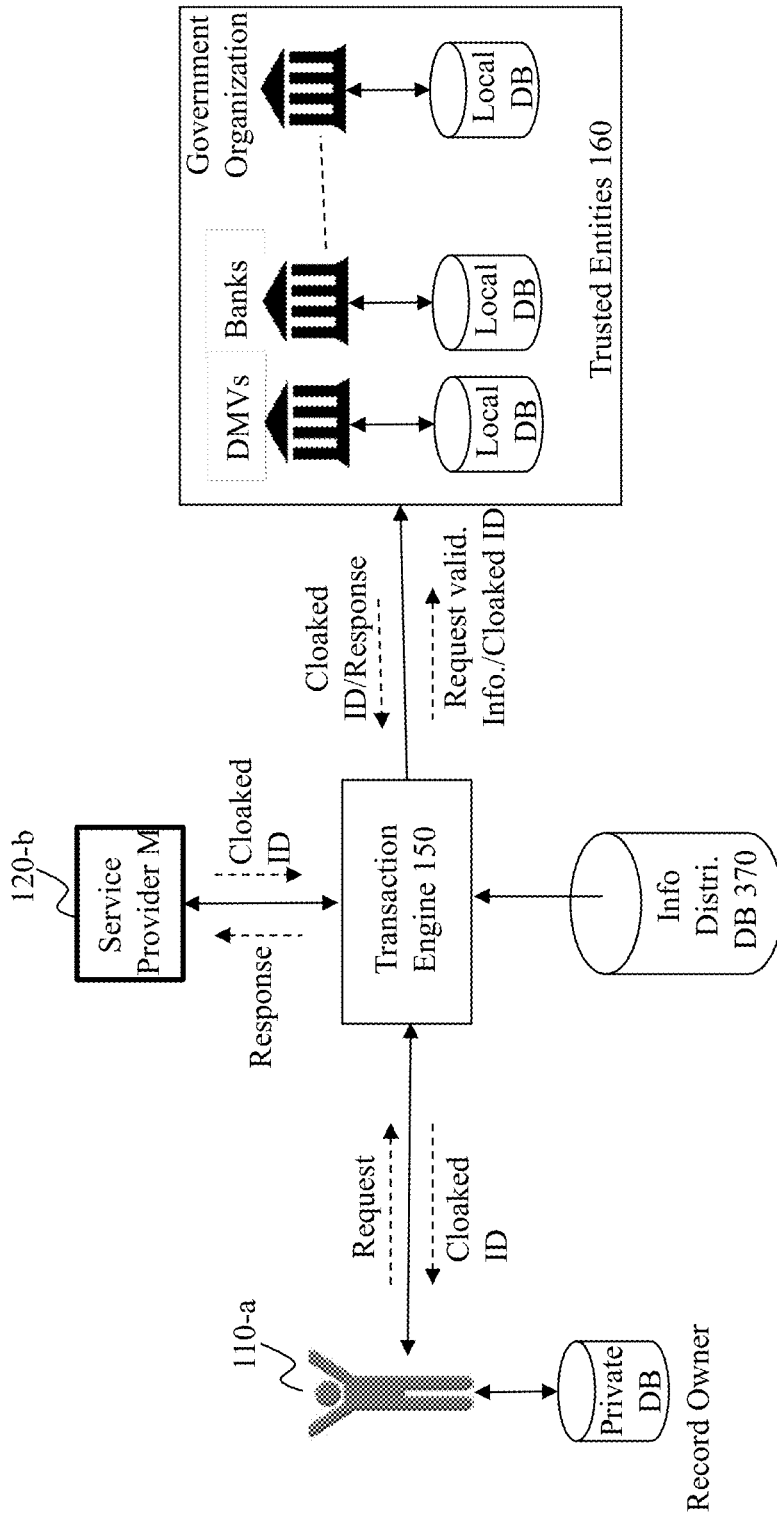 120-b
Service
Provider M
Response
Cloaked
ID
110-a
Request
Cloaked
ID
Private
DB
Record Owner
Transaction
Engine 150
Info
Distri.
DB 370
Cloaked
ID/Response
Request valid.
Info./Cloaked ID
DMVs
Banks
Government
Organization
Local
DB
Local
DB
Local
DB
Trusted Entities 160